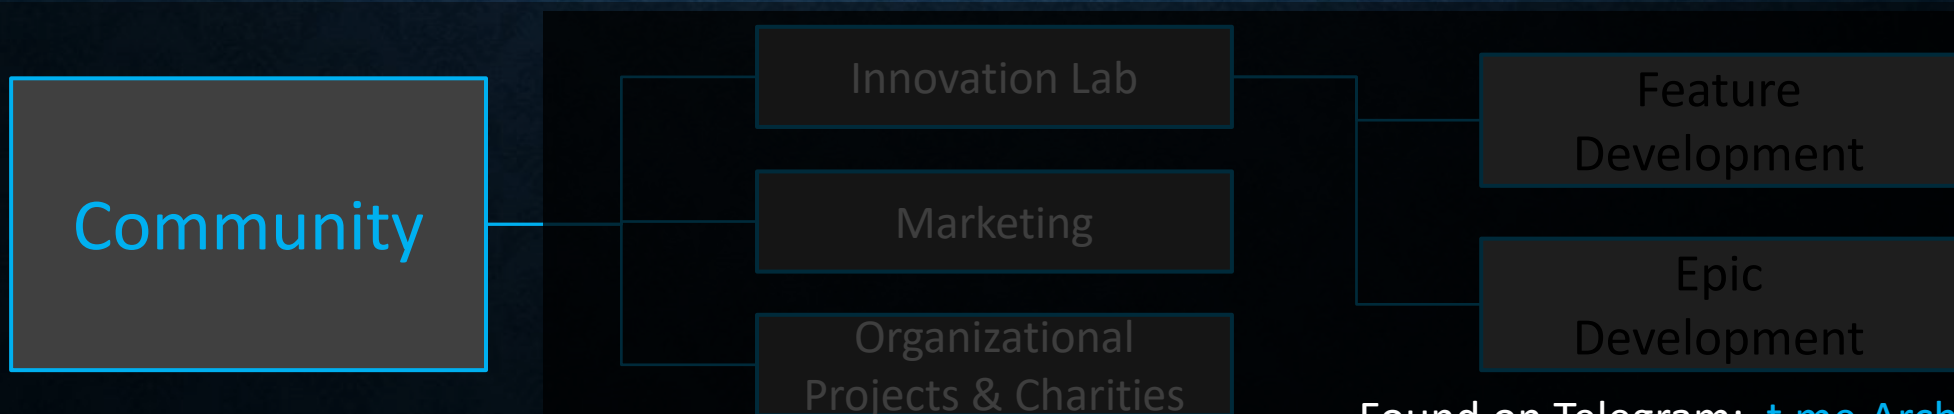 Community
Innovation Lab
Marketing
Organizational
Projects & Charities
Feature
Development
Epic
Development
Found on Telegram: